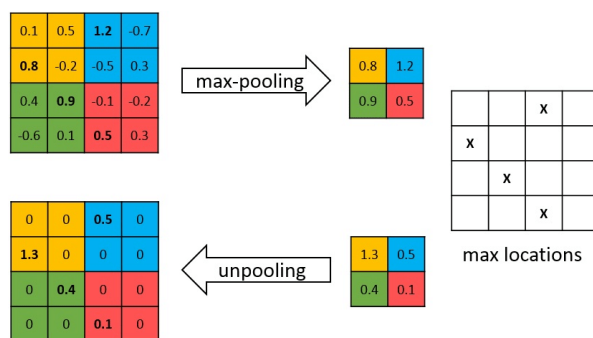 0.1 0.5 1.2 -0.7
0.8 -0.2 -0.5 0.3
0.4 0.9 -0.1 -0.2
-0.6 0.1 0.5 0.3
max-pooling
0.8 1.2
0.9 0.5
X
X
X
X
max locations
0 0 0.5 0
1.3 0 0 0
0 0.4 0 0
0 0 0.1 0
unpooling
1.3 0.5
0.4 0.1